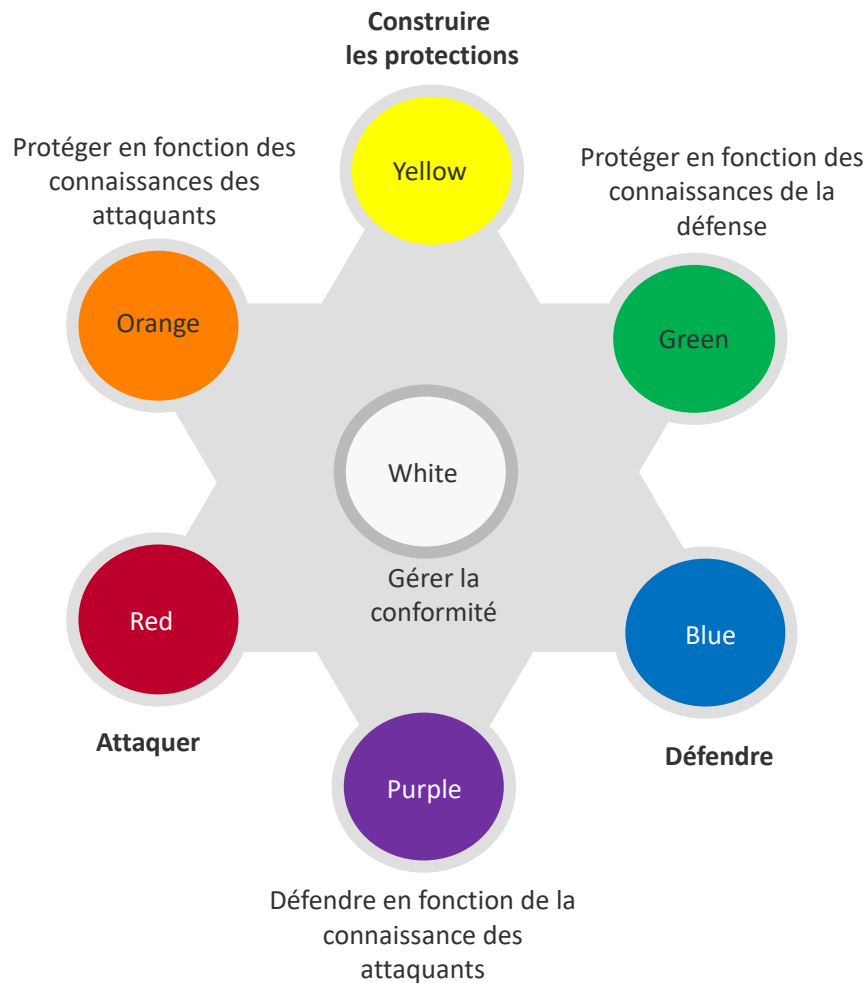 Construire
les protections
Yellow
Protéger en fonction des
connaissances des
attaquants
Protéger en fonction des
connaissances de la
défense
Orange
Green
White
Gérer la
conformité
Red
Blue
Attaquer
Défendre
Purple
Défendre en fonction de la
connaissance des
attaquants